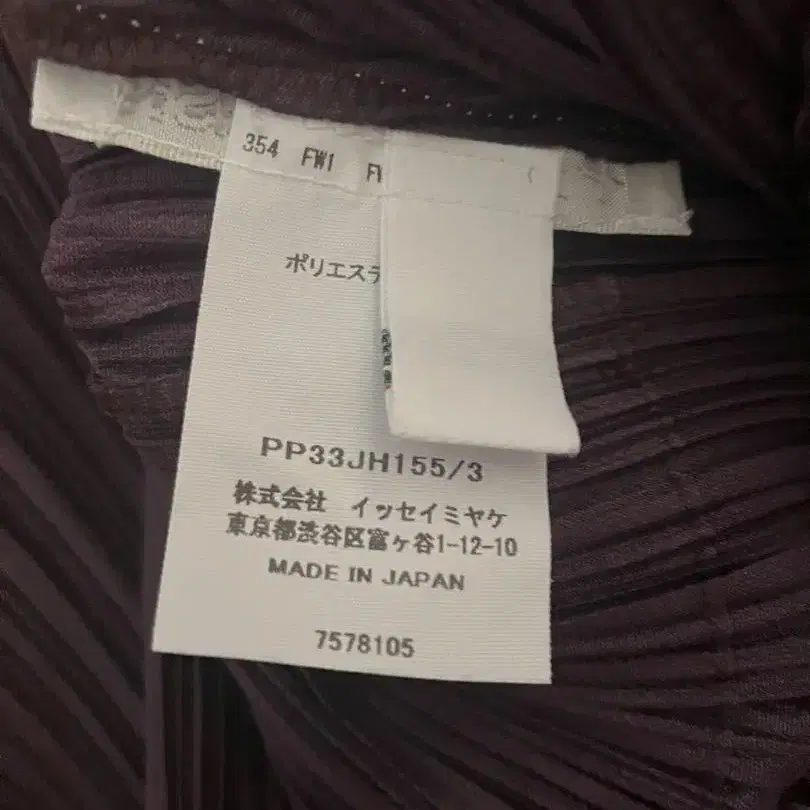 354 FW1
ポリエステ
PP33JH155/3
株式会社 イッセイミヤケ
東京都渋谷区富ヶ谷1-12-10
MADE IN JAPAN
7578105